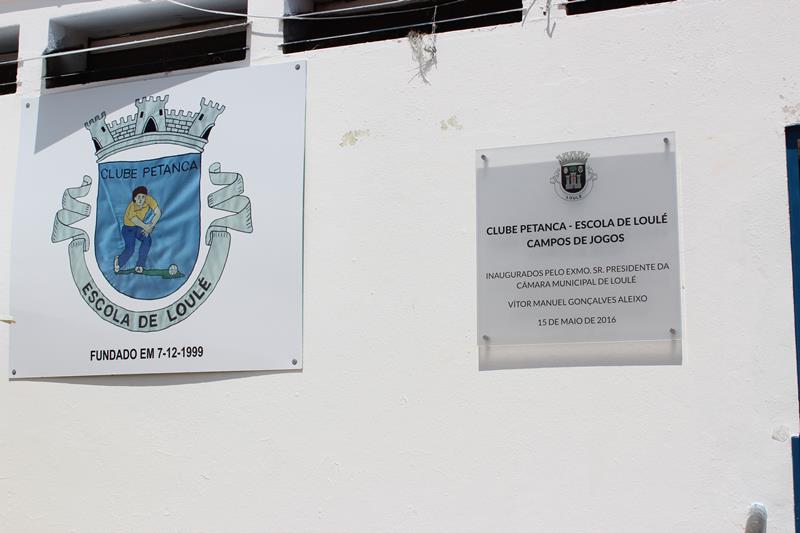 CLUBE PETANCA
ESCOLA DE LOULÉ
FUNDADO EM 7-12-1999
LOULÉ
CLUBE PETANCA - ESCOLA DE LOULÉ
CAMPOS DE JOGOS
INAUGURADOS PELO EXMO. SR. PRESIDENTE DA
CÂMARA MUNICIPAL DE LOULÉ
VÍTOR MANUEL GONÇALVES ALEIXO
15 DE MAIO DE 2016